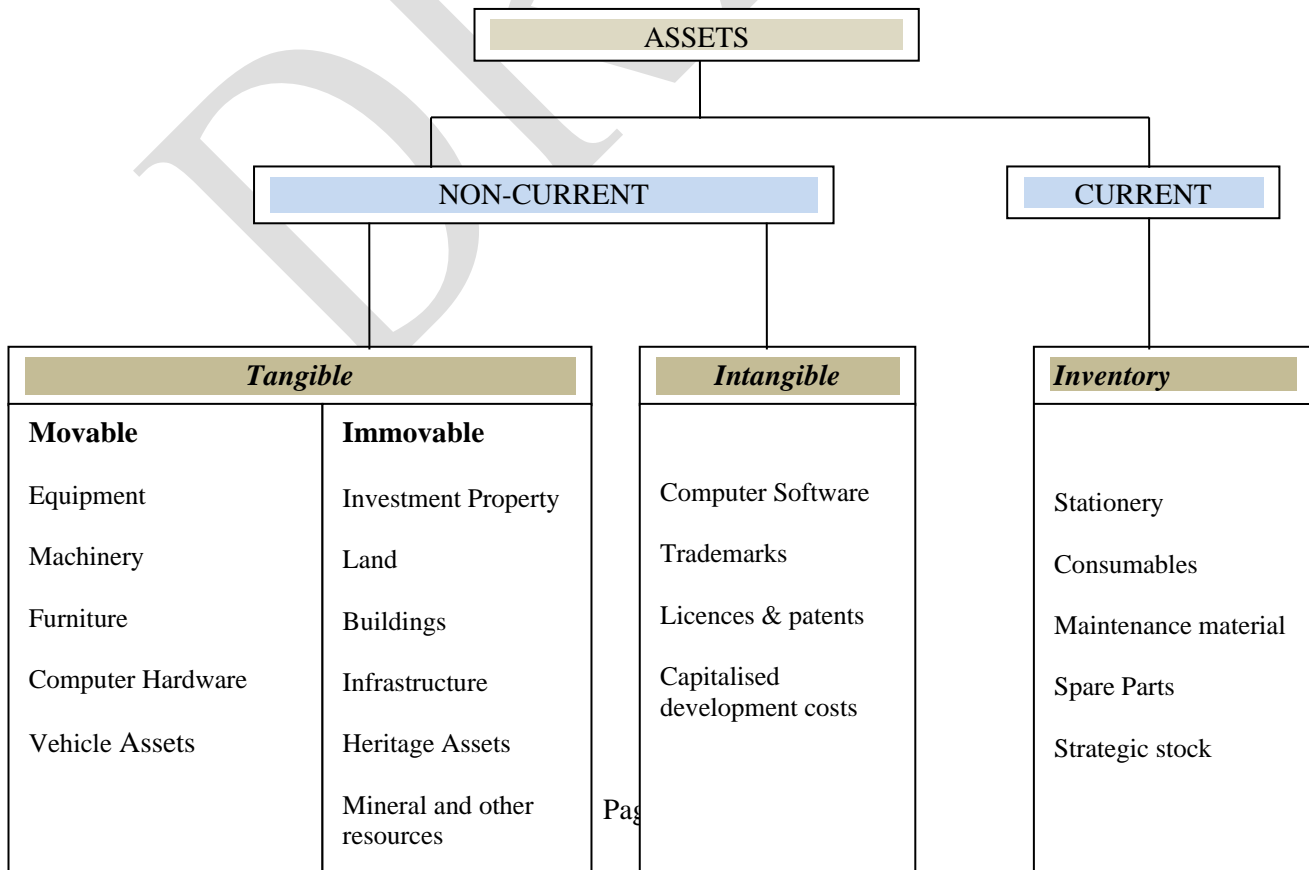 ASSETS
NON-CURRENT
CURRENT
Tangible
Movable
Equipment
Machinery
Furniture
Computer Hardware
Vehicle Assets
Immovable
Investment Property
Land
Buildings
Infrastructure
Heritage Assets
Mineral and other
resources
Intangible
Computer Software
Trademarks
Licences & patents
Capitalised
development costs
Inventory
Stationery
Consumables
Maintenance material
Spare Parts
Strategic stock